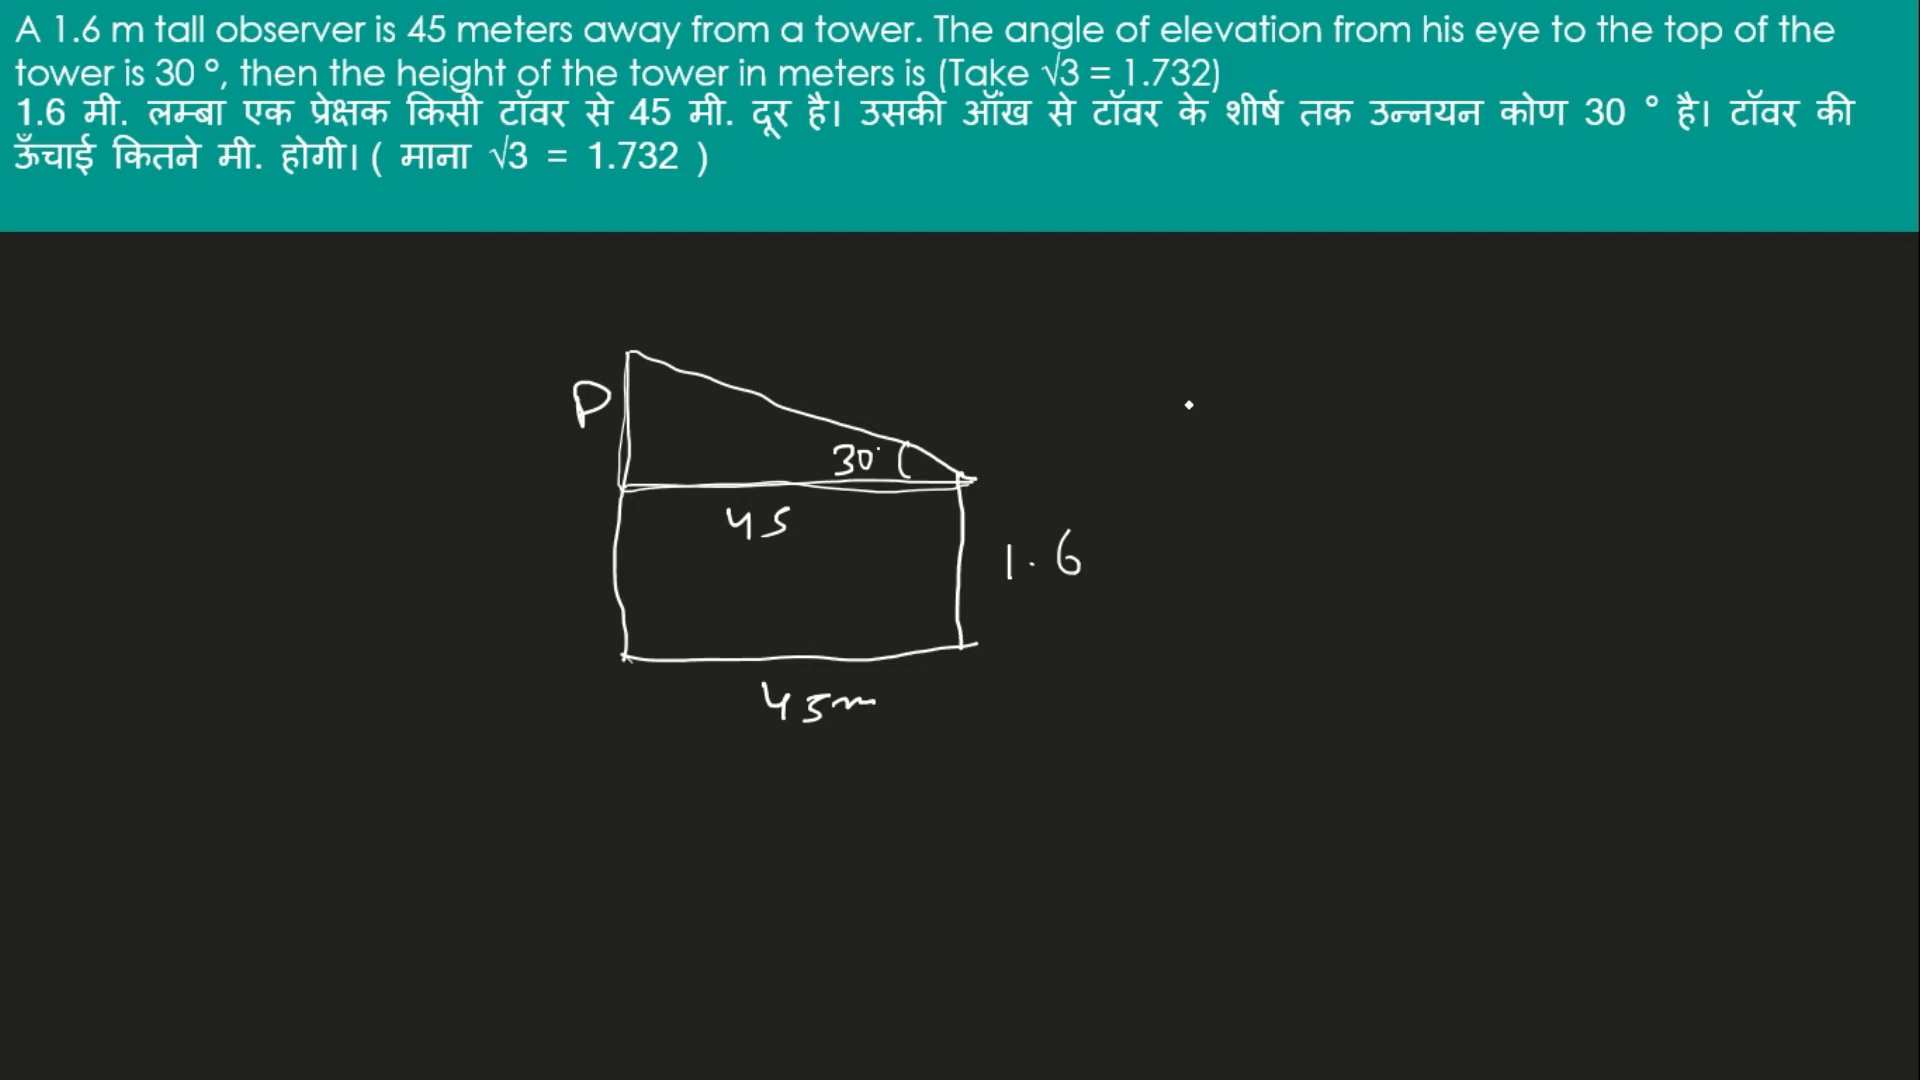 A 1.6 m tall observer is 45 meters away from a tower. The angle of elevation from his eye to the top of the
tower is 30 °, then the height of the tower in meters is (Take √3 = 1.732)
1.6 मी. लम्बा एक प्रेक्षक किसी टॉवर से 45 मी. दूर है। उसकी आँख से टॉवर के शीर्ष तक उन्नयन कोण 30 ° है। टॉवर की
ऊँचाई कितने मी. होगी। ( माना √3 = 1.732 )
P
30°
45
1.6
45m